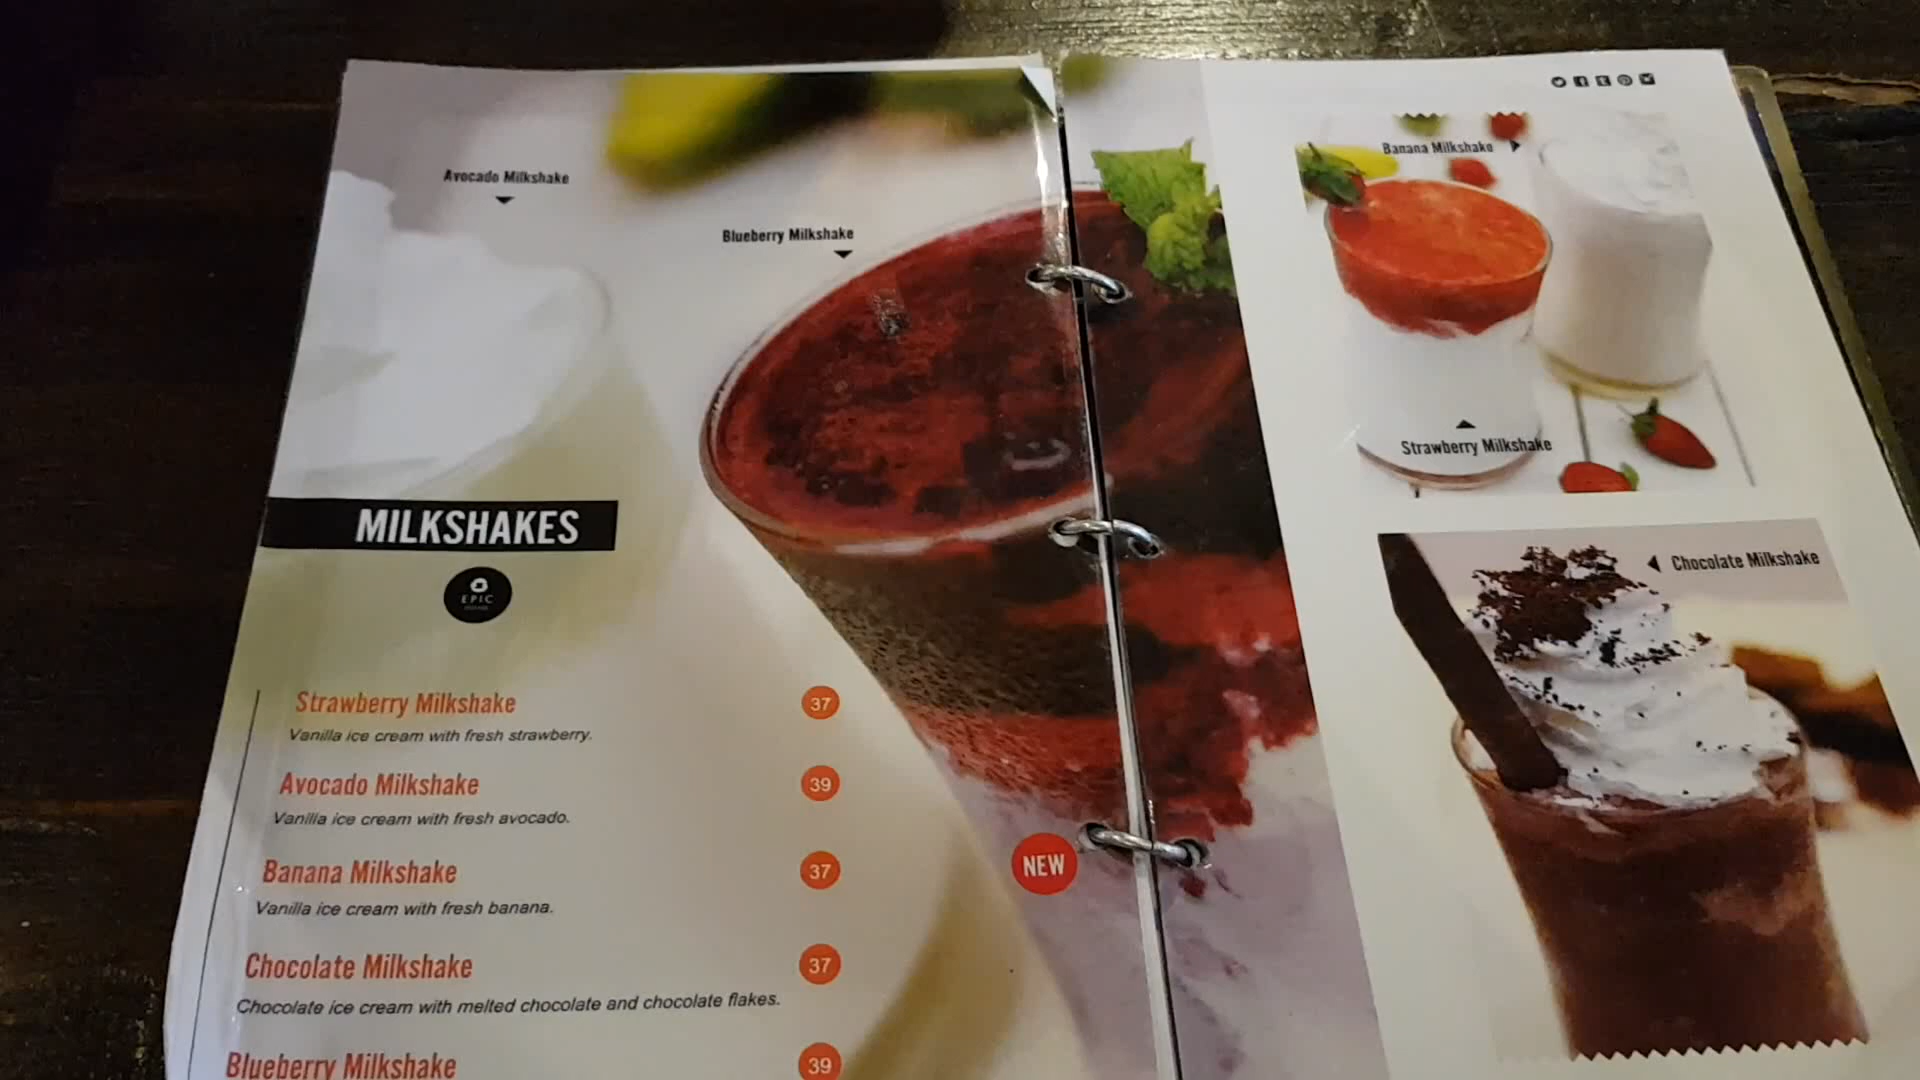 Avocado Milkshake
Blueberry Milkshake
MILKSHAKES
EPIC
Strawberry Milkshake 37
Vanilla ice cream with fresh strawberry.
Avocado Milkshake 39
Vanilla ice cream with fresh avocado.
Banana Milkshake 37
Vanilla ice cream with fresh banana.
Chocolate Milkshake 37
Chocolate ice cream with melted chocolate and chocolate flakes.
Blueberry Milkshake 39
NEW
Banana Milkshake
Strawberry Milkshake
Chocolate Milkshake